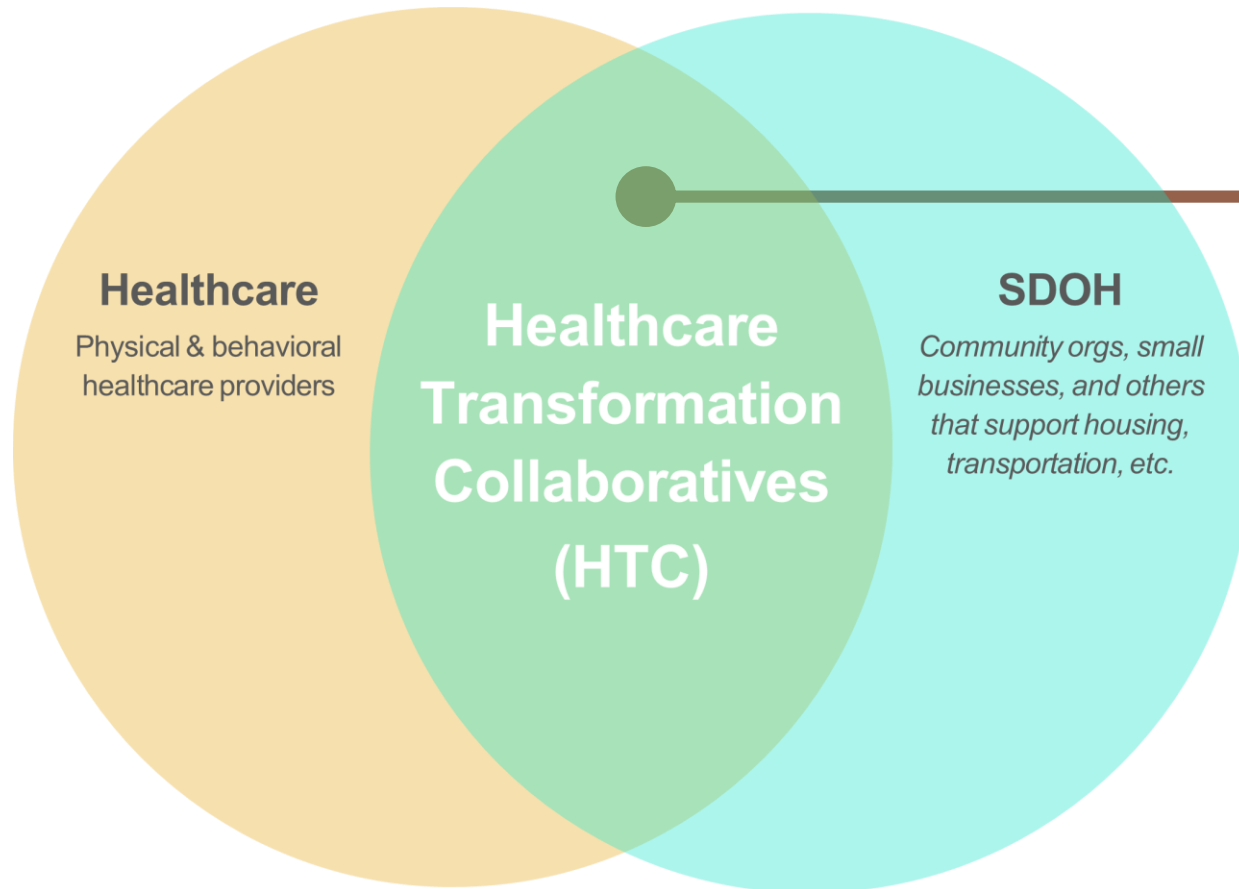 Healthcare
Physical & behavioral
healthcare providers
Healthcare
Transformation
Collaboratives
(HTC)
SDOH
Community orgs, small
businesses, and others
that support housing,
transportation, etc.